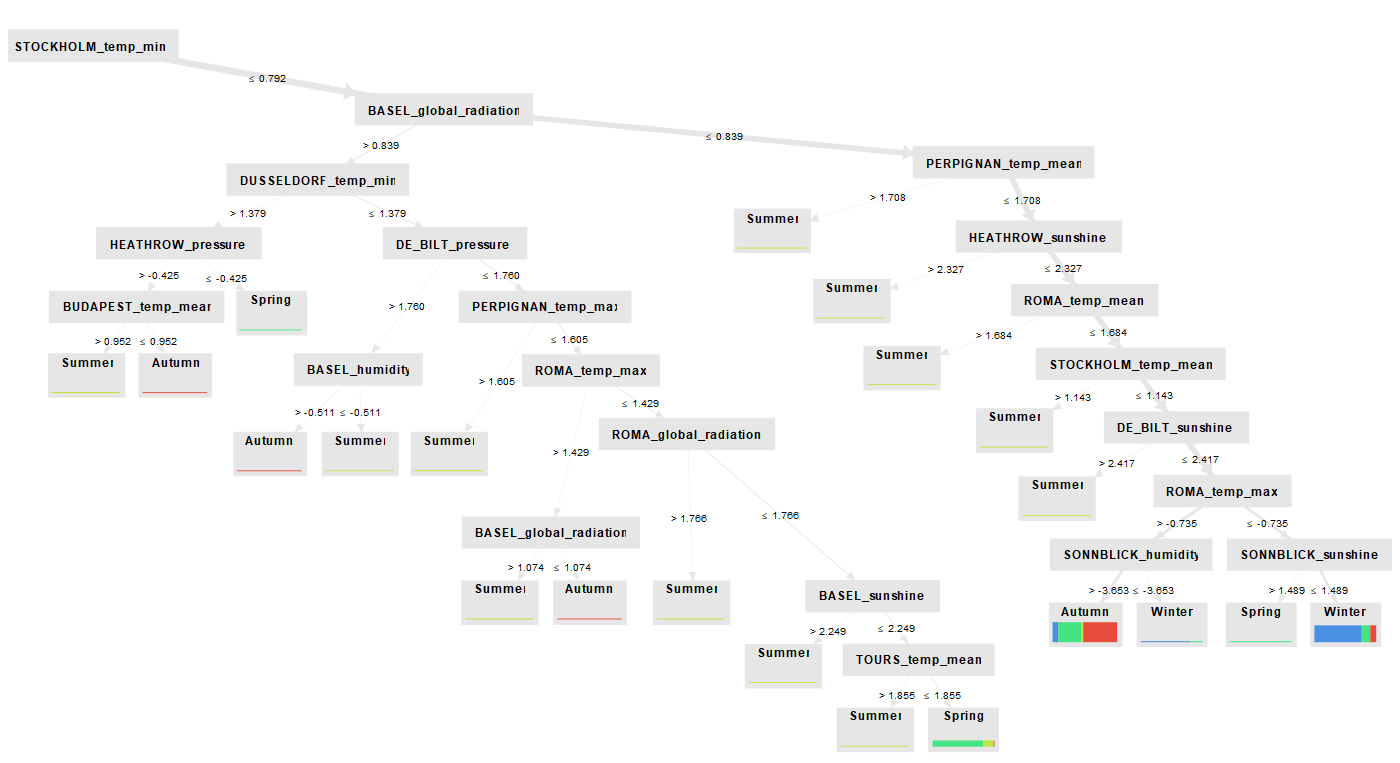 STOCKHOLM_temp_min
≤ 0.792
BASEL_global_radiation
> 0.839
≤ 0.839
PERPIGNAN_temp_mean
DUSSELDORF_temp_min
> 1.708
≤ 1.708
> 1.379
≤ 1.379
Summer
HEATHROW_pressure
DE_BILT_pressure
HEATHROW_sunshine
> -0.425
≤ -0.425
≤ 1.760
> 2.327
≤ 2.327
Summer
Spring
ROMA_temp_mean
BUDAPEST_temp_mean
> 1.760
PERPIGNAN_temp_max
> 1.684
≤ 1.684
> 0.952
≤ 0.952
≤ 1.605
Summer
Summer
Autumn
BASEL_humidity
ROMA_temp_max
STOCKHOLM_temp_mean
> 1.605
> 1.143
≤ 1.143
> -0.511
≤ -0.511
≤ 1.429
Summer
DE_BILT_sunshine
Autumn
Summer
Summer
ROMA_global_radiation
> 1.429
> 2.417
≤ 2.417
Summer
ROMA_temp_max
> 1.766
≤ 1.766
> -0.735
≤ -0.735
BASEL_global_radiation
SONNBLICK_humidity
SONNBLICK_sunshine
> 1.074
≤ 1.074
> -3.653
≤ -3.653
> 1.489
≤ 1.489
Summer
Autumn
Summer
BASEL_sunshine
Autumn
Winter
Spring
Winter
> 2.249
≤ 2.249
Summer
TOURS_temp_mean
> 1.855
≤ 1.855
Summer
Spring